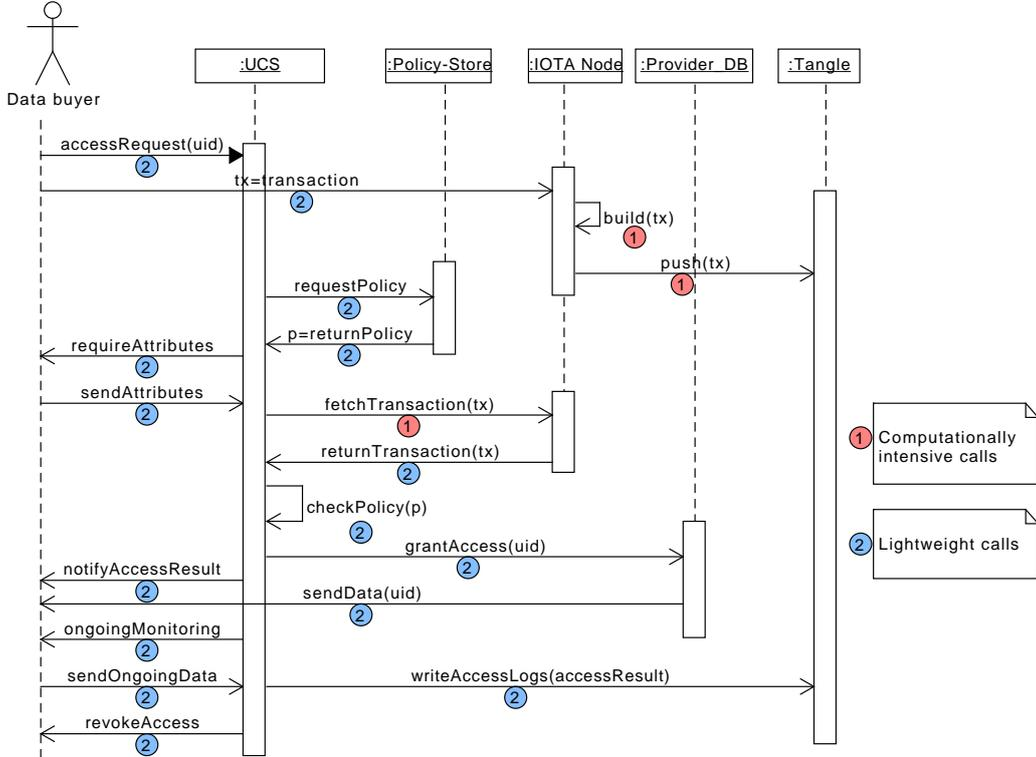 :UCS
:Policy-Store
:IOTA Node
:Provider_DB
:Tangle
Data buyer
accessRequest(uid)
2
tx=transaction
2
build(tx)
1
push(tx)
1
requestPolicy
2
p=returnPolicy
2
requireAttributes
2
sendAttributes
2
fetchTransaction(tx)
1
returnTransaction(tx)
2
1
Computationally
intensive calls
checkPolicy(p)
2
2
Lightweight calls
grantAccess(uid)
2
notifyAccessResult
2
sendData(uid)
2
ongoingMonitoring
2
sendOngoingData
2
writeAccessLogs(accessResult)
2
revokeAccess
2